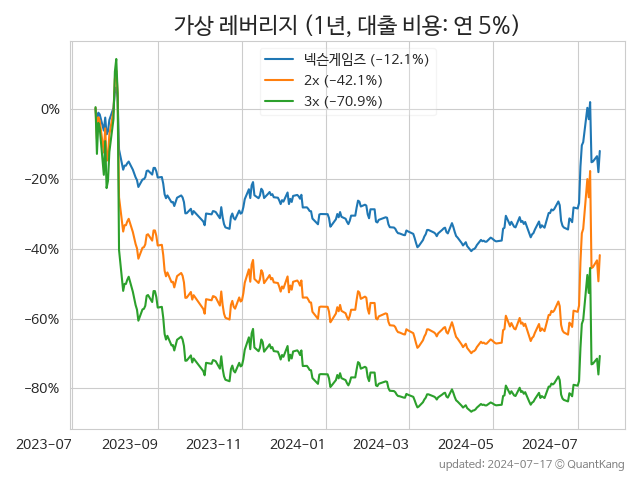 가상 레버리지 (1년, 대출 비용: 연 5%)
넥슨게임즈 (−12.1%)
2x (−42.1%)
3x (−70.9%)
0%
−20%
−40%
−60%
−80%
2023-07 2023-09 2023-11 2024-01 2024-03 2024-05 2024-07
updated: 2024-07-17 © QuantKang